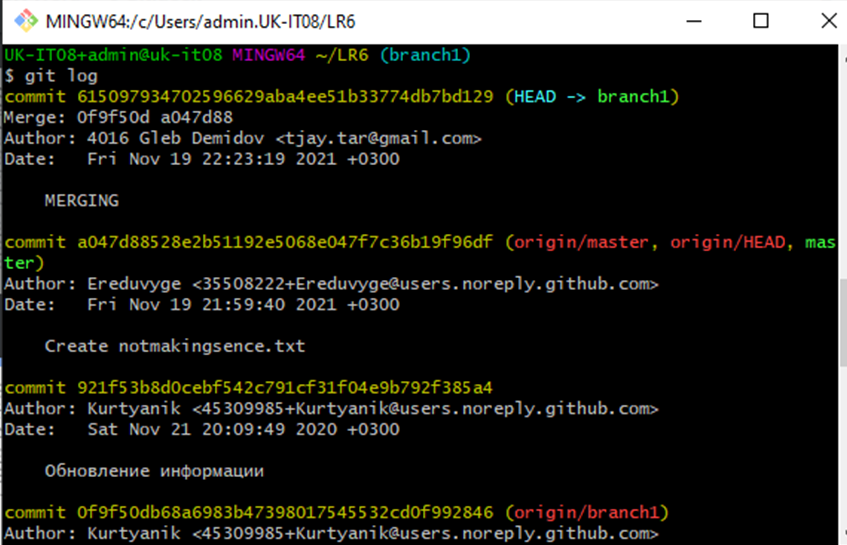 MINGW64:/c/Users/admin.UK-IT08/LR6
UK-IT08+admin@uk-it08 MINGW64 ~/LR6 (branch1)
$ git log
commit 615097934702596629aba4ee51b33774db7bd129 (HEAD -> branch1)
Merge: 0f9f50d a047d88
Author: 4016 Gleb Demidov <tjay.tar@gmail.com>
Date:   Fri Nov 19 22:23:19 2021 +0300
MERGING
commit a047d88528e2b51192e5068e047f7c36b19f96df (origin/master, origin/HEAD, mas
ter)
Author: Ereduvyge <35508222+Ereduvyge@users.noreply.github.com>
Date:   Fri Nov 19 21:59:40 2021 +0300
Create notmakingsence.txt
commit 921f53b8d0cebf542c791cf31f04e9b792f385a4
Author: Kurtyanik <45309985+Kurtyanik@users.noreply.github.com>
Date:   Sat Nov 21 20:09:49 2020 +0300
Обновление информации
commit 0f9f50db68a6983b47398017545532cd0f992846 (origin/branch1)
Author: Kurtyanik <45309985+Kurtyanik@users.noreply.github.com>